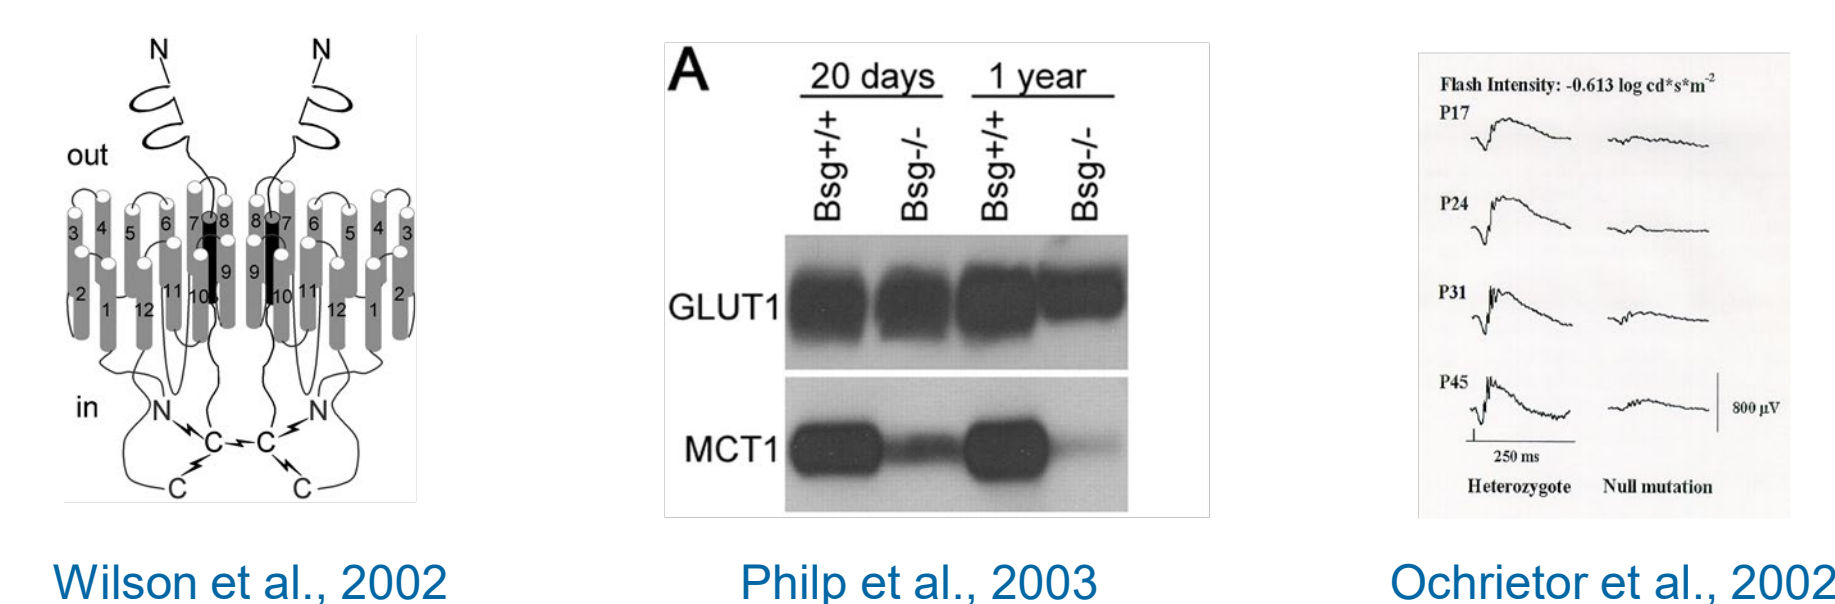 N N
out
3 4 5 6 7 8 8 7 6 5 4 3
2 1 12 11 10 9 9 10 11 12 1 2
in
N C C N
C C
Wilson et al., 2002
A
20 days 1 year
Bsg+/+ Bsg-/- Bsg+/+ Bsg-/-
GLUT1
MCT1
Philp et al., 2003
Flash Intensity: -0.613 log cd*s*m-2
P17
P24
P31
P45
800 μV
250 ms
Heterozygote Null mutation
Ochrietor et al., 2002